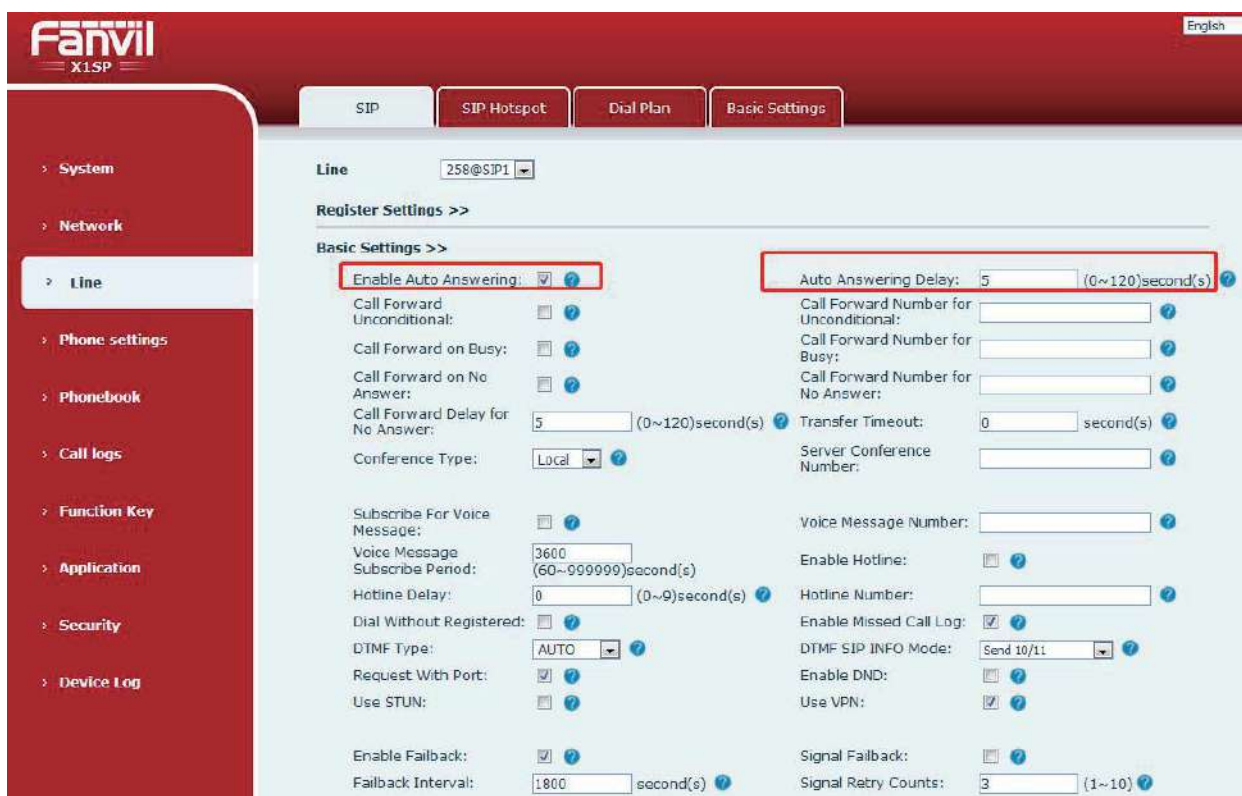 Fanvil
X1SP
English
SIP
SIP Hotspot
Dial Plan
Basic Settings
System
Network
Line
Phone settings
Phonebook
Call logs
Function Key
Application
Security
Device Log
Line 258@SIP1
Register Settings >>
Basic Settings >>
Enable Auto Answering: Auto Answering Delay: 5 (0~120)second(s)
Call Forward Unconditional: Call Forward Number for Unconditional:
Call Forward on Busy: Call Forward Number for Busy:
Call Forward on No Answer: Call Forward Number for No Answer:
Call Forward Delay for No Answer: 5 (0~120)second(s) Transfer Timeout: 0 second(s)
Conference Type: Local Server Conference Number:
Subscribe For Voice Message: Voice Message Number:
Voice Message Subscribe Period: 3600 (60~999999)second(s) Enable Hotline:
Hotline Delay: 0 (0~9)second(s) Hotline Number:
Dial Without Registered: Enable Missed Call Log:
DTMF Type: AUTO DTMF SIP INFO Mode: Send 10/11
Request With Port: Enable DND:
Use STUN: Use VPN:
Enable Failback: Signal Failback:
Failback Interval: 1800 second(s) Signal Retry Counts: 3 (1~10)